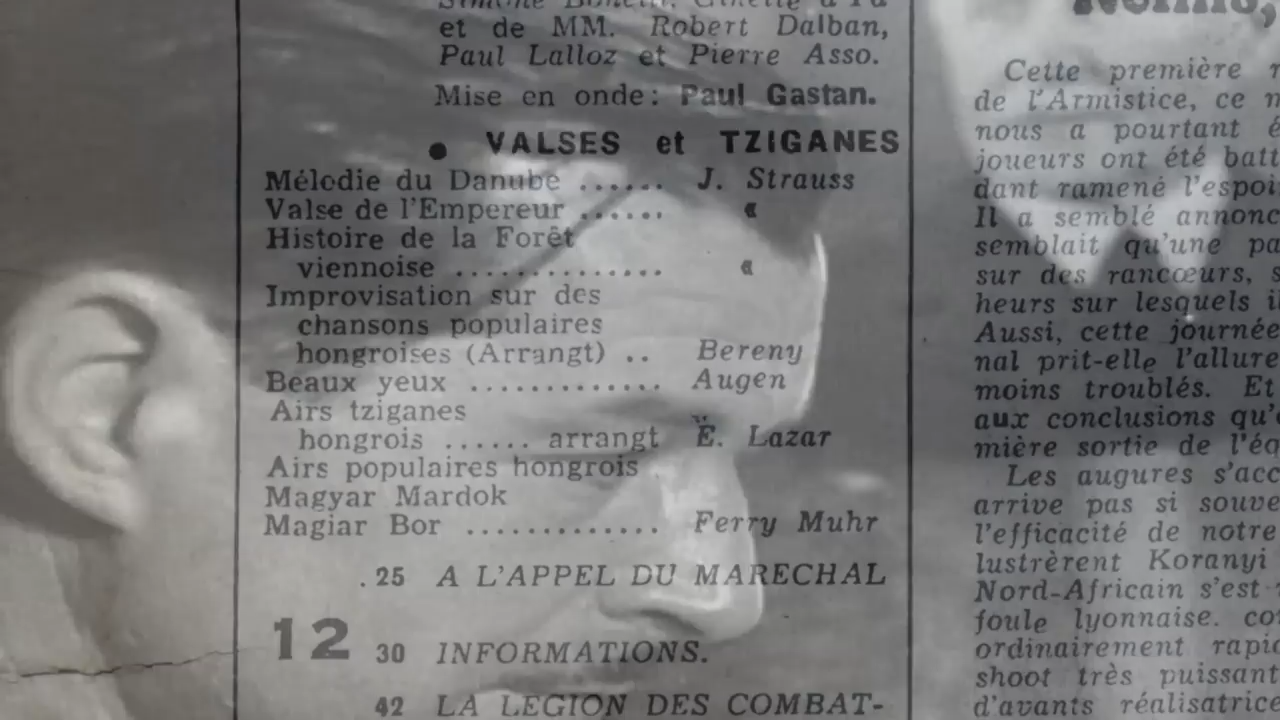 et de MM. Robert Dalban,
Paul Lalloz et Pierre Asso.
Mise en onde: Paul Gastan.
● VALSES et TZIGANES
Mélodie du Danube ...... J. Strauss
Valse de l'Empereur ...... «
Histoire de la Forêt
viennoise .............. «
Improvisation sur des
chansons populaires
hongroises (Arrangt) .. Bereny
Beaux yeux ............. Augen
Airs tziganes
hongrois ...... arrangt E. Lazar
Airs populaires hongrois
Magyar Mardok
Magiar Bor ............. Ferry Muhr
.25 A L'APPEL DU MARECHAL
12
30 INFORMATIONS.
42 LA LEGION DES COMBAT-
Cette première
de l'Armistice, ce
nous a pourtant
joueurs ont été batt
dant ramené l'espoi
Il a semblé annonc
semblait qu'une pa
sur des rancœurs, s
heurs sur lesquels i
Aussi, cette journée
nal prit-elle l'allure
moins troublés. Et
aux conclusions qu'
mière sortie de l'éq
Les augures s'acc
arrive pas si souve
l'efficacité de notre
lustrèrent Koranyi
Nord-Africain s'est
foule lyonnaise. co
ordinairement rapi
shoot très puissant
d'avants réalisatrice